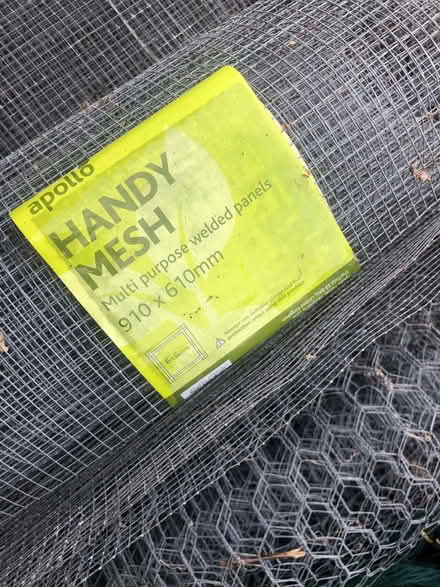 apollo
HANDY
MESH
Multi purpose welded panels
910 x 610mm